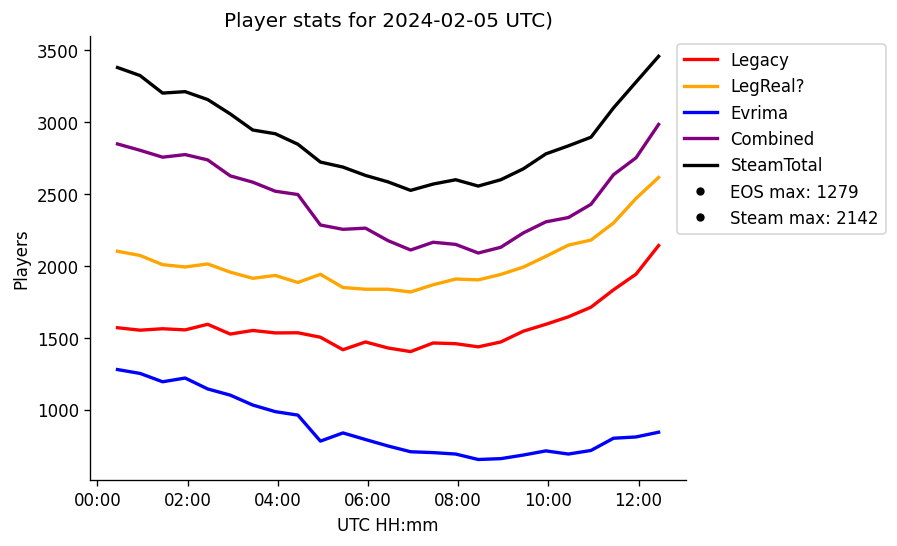 Player stats for 2024-02-05 UTC)
3500
3000
2500
2000
1500
1000
Players
00:00
02:00
04:00
06:00
08:00
10:00
12:00
UTC HH:mm
Legacy
LegReal?
Evrima
Combined
SteamTotal
EOS max: 1279
Steam max: 2142